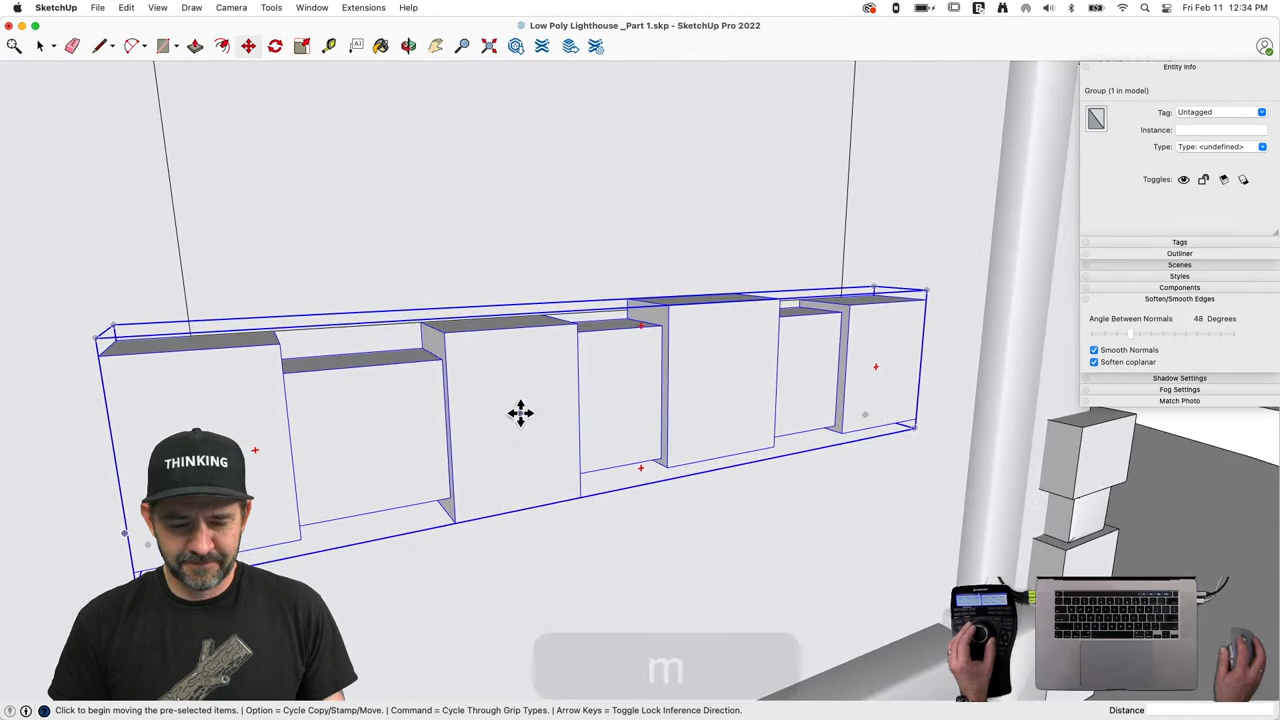 SketchUp File Edit View Draw Camera Tools Window Extensions Help Fri Feb 11 12:34 PM
Low Poly Lighthouse _Part 1.skp - SketchUp Pro 2022
Entity Info
Group (1 in model)
Tag: Untagged
Instance:
Type: Type: <undefined>
Toggles:
Tags
Outliner
Scenes
Styles
Components
Soften/Smooth Edges
Angle Between Normals 48 Degrees
Smooth Normals
Soften coplanar
Shadow Settings
Fog Settings
Match Photo
THINKING
m
Click to begin moving the pre-selected items. | Option = Cycle Copy/Stamp/Move. | Command = Cycle Through Grip Types. | Arrow Keys = Toggle Lock Inference Direction. Distance